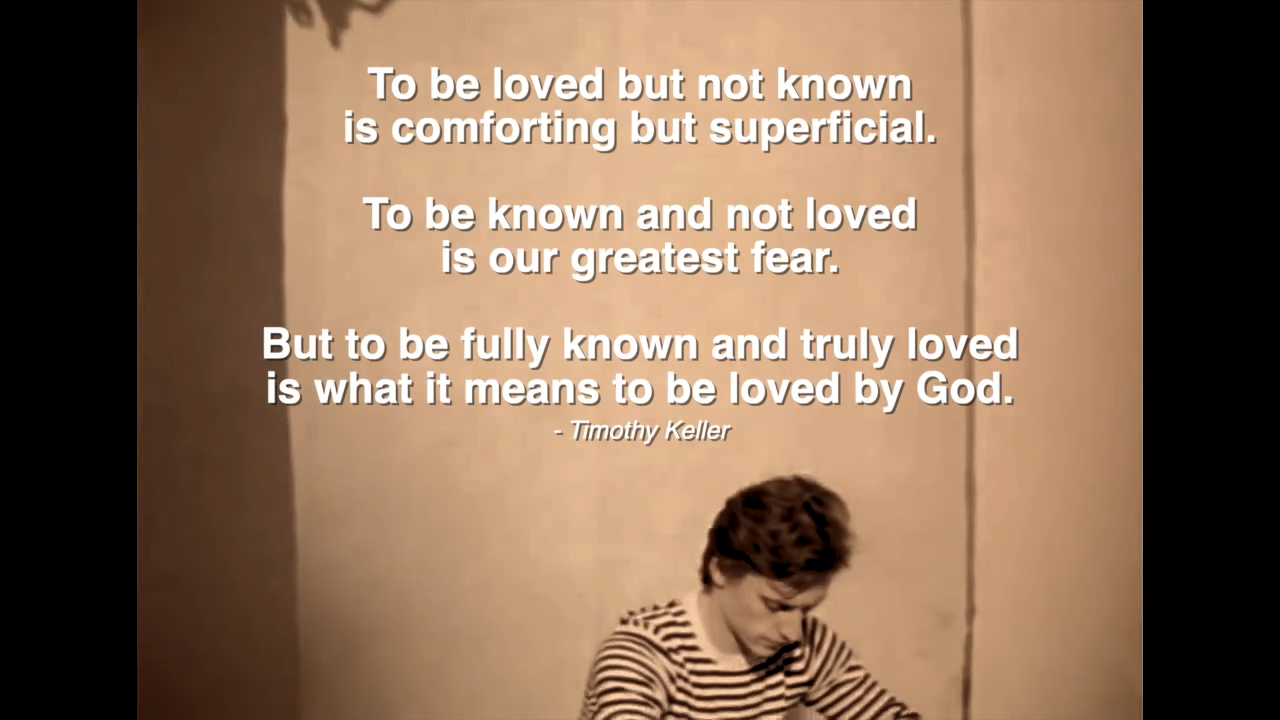 To be loved but not known
is comforting but superficial.
To be known and not loved
is our greatest fear.
But to be fully known and truly loved
is what it means to be loved by God.
- Timothy Keller